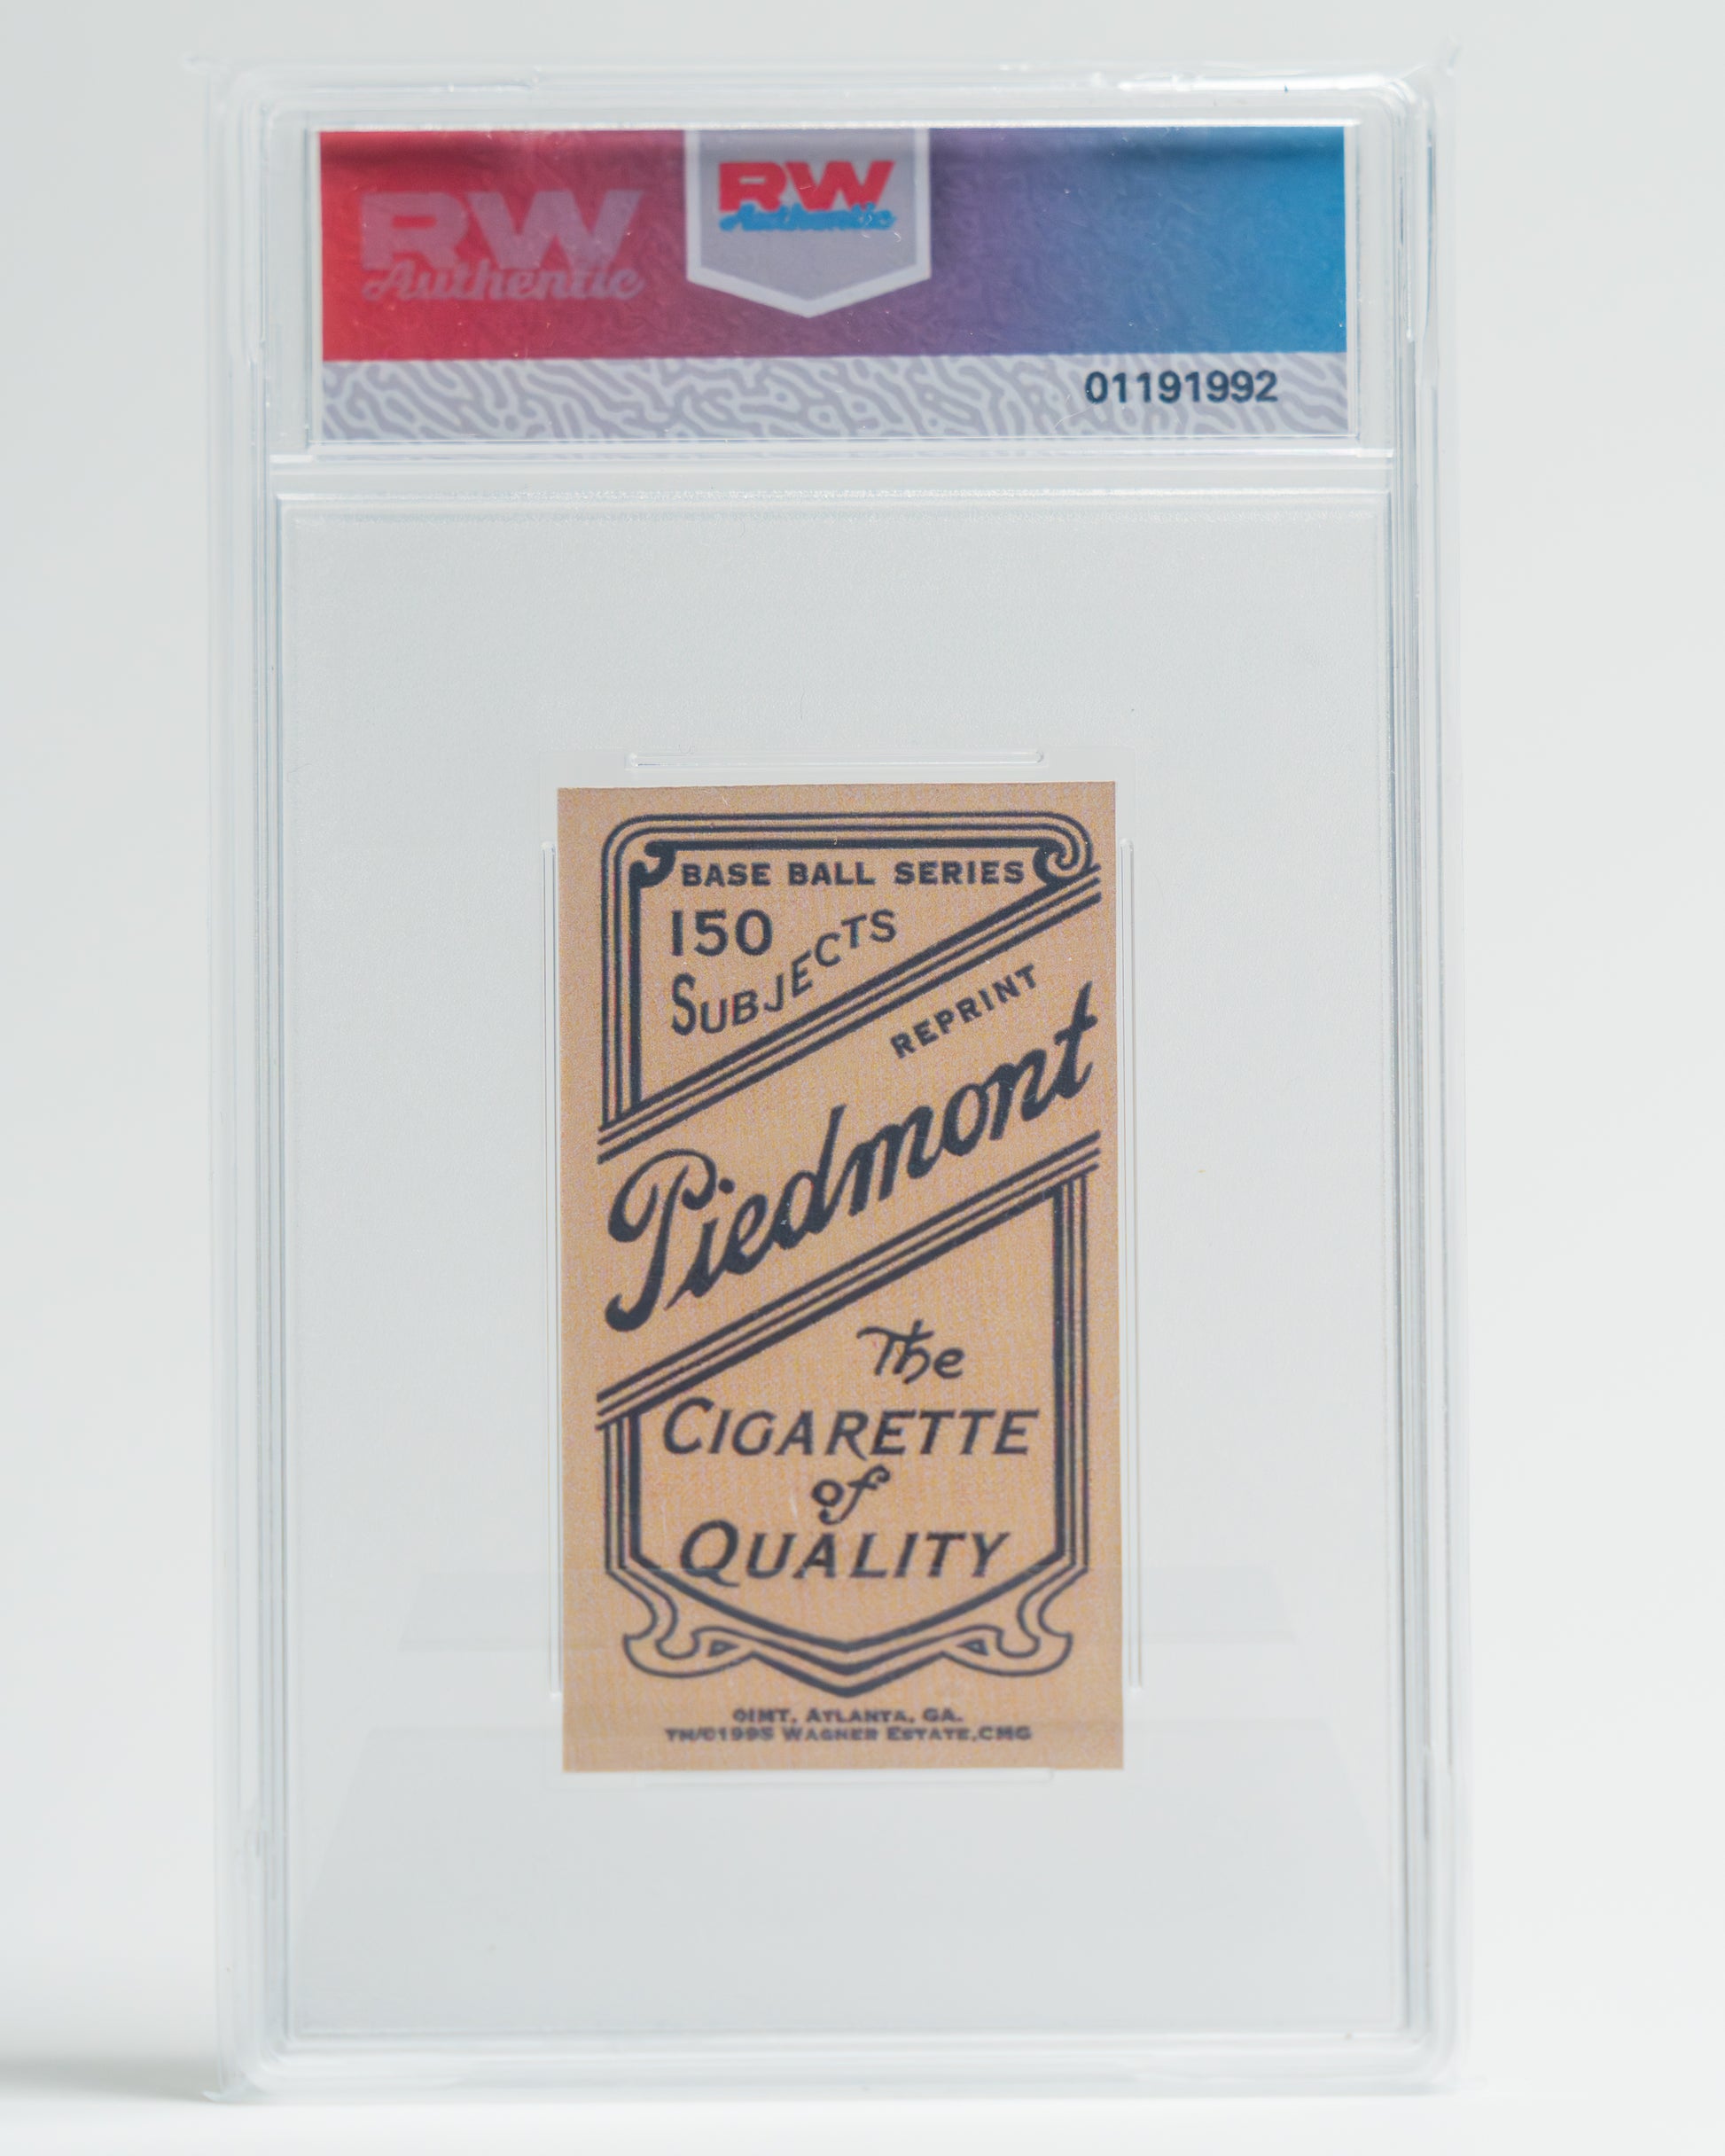 RW
Authentic
RW
Authentic
01191992
BASE BALL SERIES
150
SUBJECTS
REPRINT
Piedmont
The
CIGARETTE
of
QUALITY
©IMT, ATLANTA, GA.
TM/©1995 WAGNER ESTATE,CMG